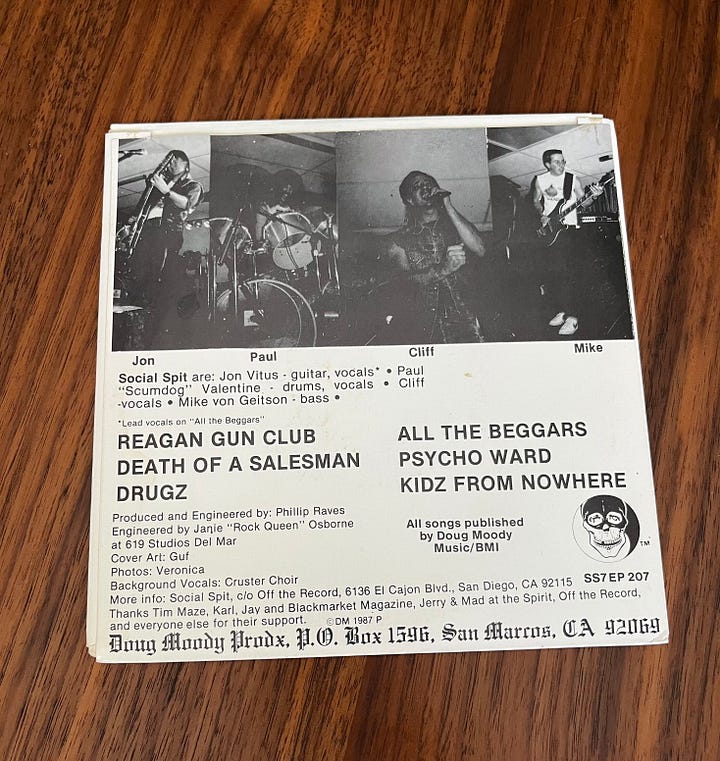 Jon Paul Cliff Mike
Social Spit are: Jon Vitus - guitar, vocals* • Paul
"Scumdog" Valentine - drums, vocals • Cliff
-vocals • Mike von Geitson - bass •
*Lead vocals on "All the Beggars"
REAGAN GUN CLUB
DEATH OF A SALESMAN
DRUGZ
ALL THE BEGGARS
PSYCHO WARD
KIDZ FROM NOWHERE
Produced and Engineered by: Phillip Raves
Engineered by Janie "Rock Queen" Osborne
at 619 Studios Del Mar
Cover Art: Guf
Photos: Veronica
Background Vocals: Cruster Choir
All songs published
by Doug Moody
Music/BMI
TM
More info: Social Spit, c/o Off the Record, 6136 El Cajon Blvd., San Diego, CA 92115 SS7EP 207
Thanks Tim Maze, Karl, Jay and Blackmarket Magazine, Jerry & Mad at the Spirit, Off the Record,
and everyone else for their support. ©DM 1987 P
Doug Moody Prodx, P.O. Box 1596, San Marcos, CA 92069